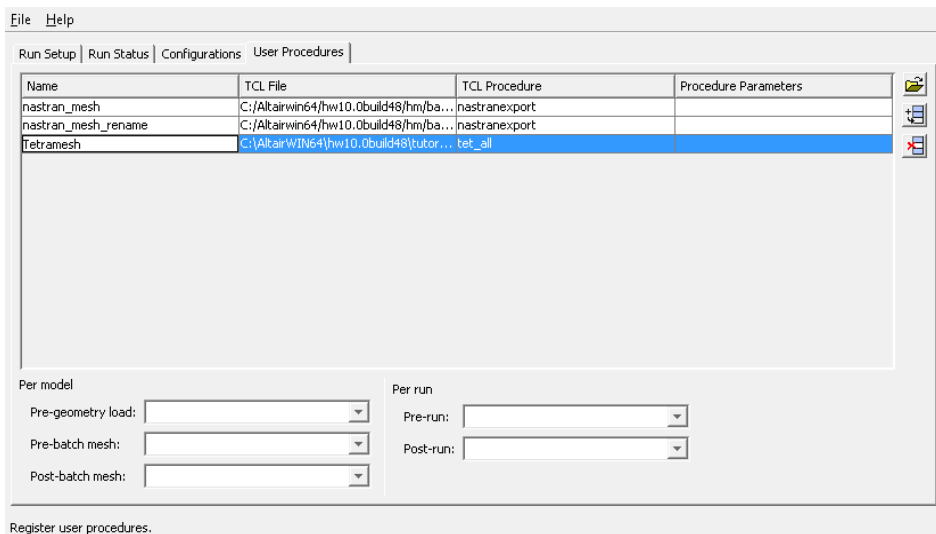 File Help
Run Setup Run Status Configurations User Procedures
Name TCL File TCL Procedure Procedure Parameters
nastran_mesh C:/Altairwin64/hw10.0build48/hm/ba... nastranexport
nastran_mesh_rename C:/Altairwin64/hw10.0build48/hm/ba... nastranexport
Tetramesh C:\AltairWIN64\hw10.0build48\tutor... tet_all
Per model Per run
Pre-geometry load: Pre-run:
Pre-batch mesh: Post-run:
Post-batch mesh:
Register user procedures.